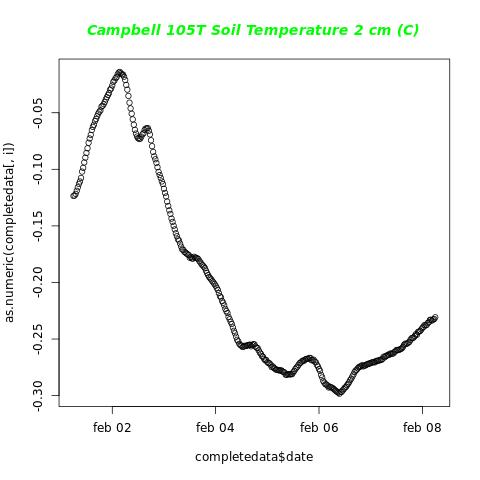 Campbell 105T Soil Temperature 2 cm (C)
as.numeric(completedata[, i])
-0.05
-0.10
-0.15
-0.20
-0.25
-0.30
feb 02 feb 04 feb 06 feb 08
completedata$date